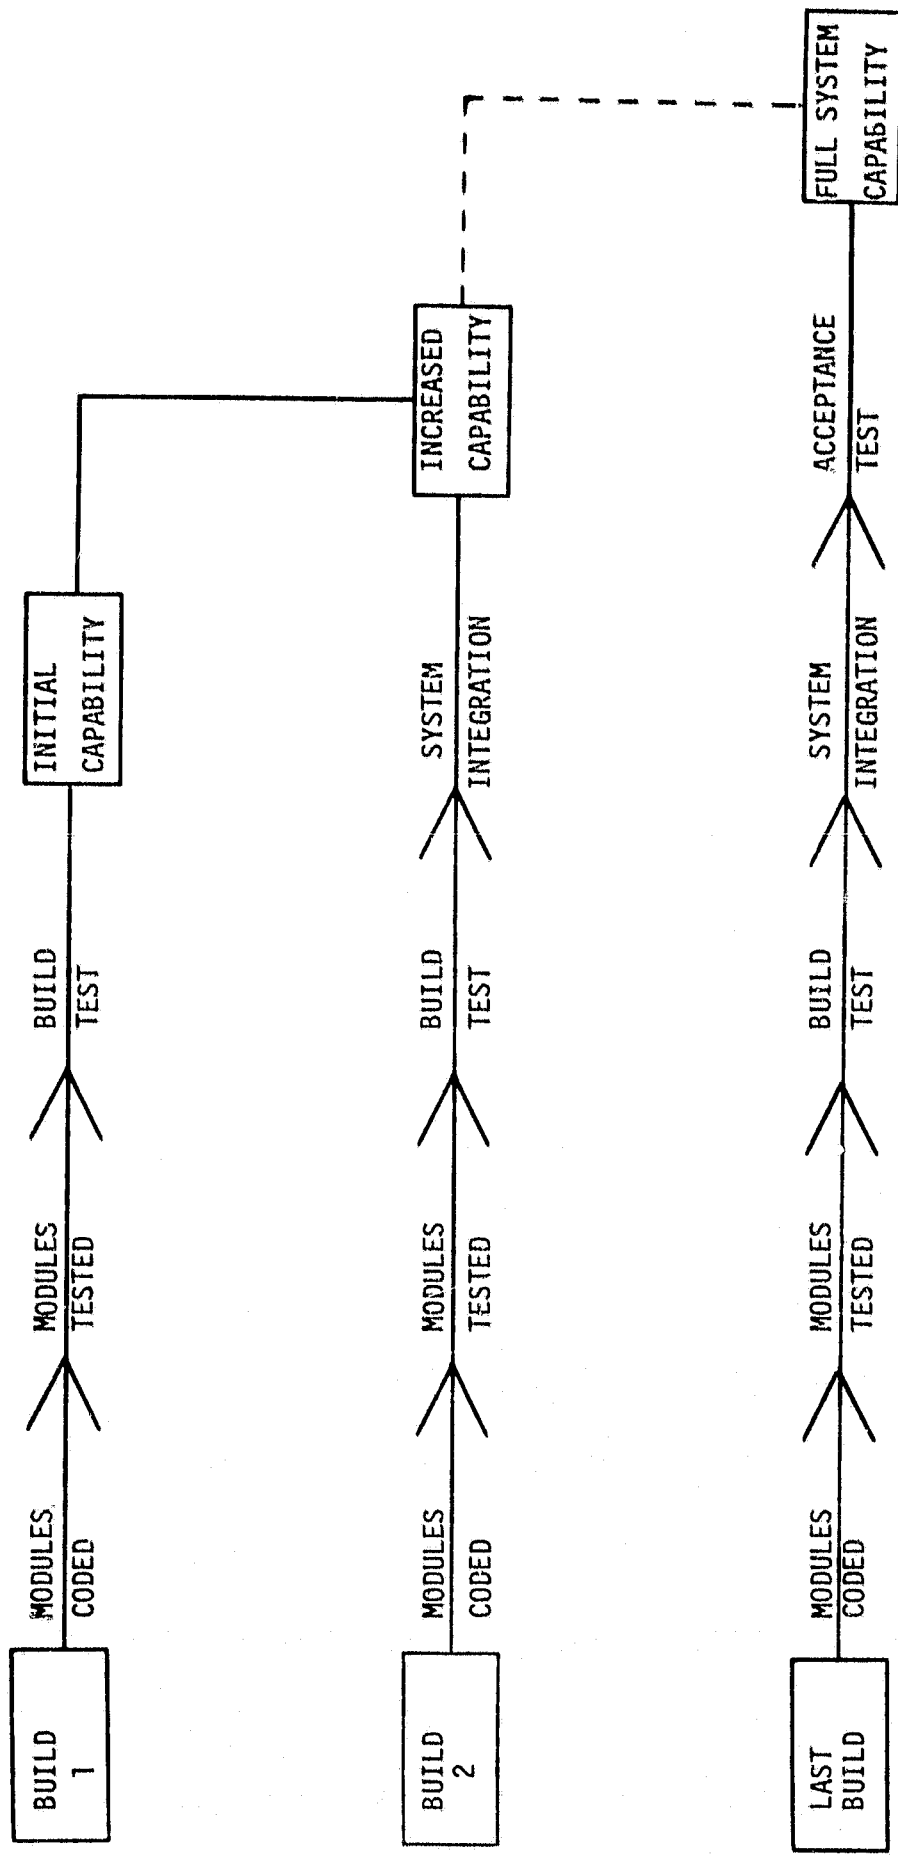 BUILD
1
MODULES
CODED
MODULES
TESTED
BUILD
TEST
INITIAL
CAPABILITY
BUILD
2
MODULES
CODED
MODULES
TESTED
BUILD
TEST
SYSTEM
INTEGRATION
INCREASED
CAPABILITY
LAST
BUILD
MODULES
CODED
MODULES
TESTED
BUILD
TEST
SYSTEM
INTEGRATION
ACCEPTANCE
TEST
FULL SYSTEM
CAPABILITY